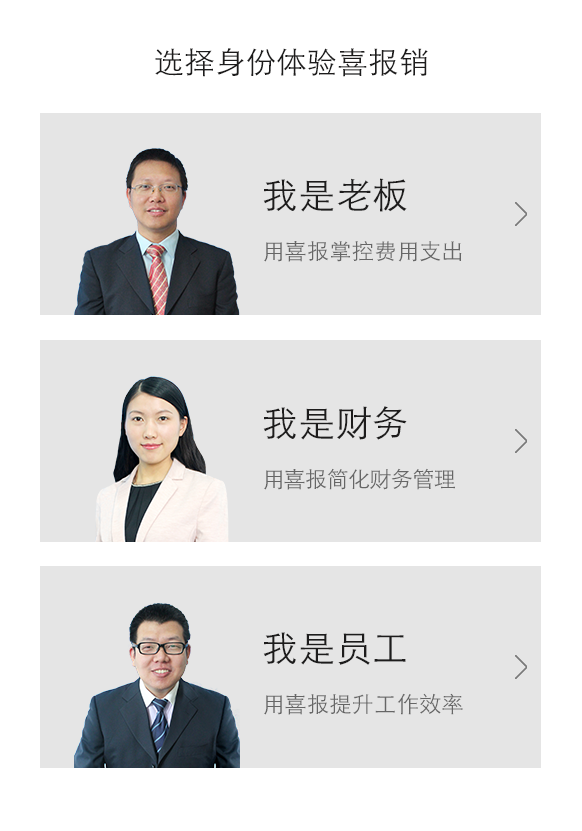 选择身份体验喜报销
我是老板
用喜报掌控费用支出
我是财务
用喜报简化财务管理
我是员工
用喜报提升工作效率